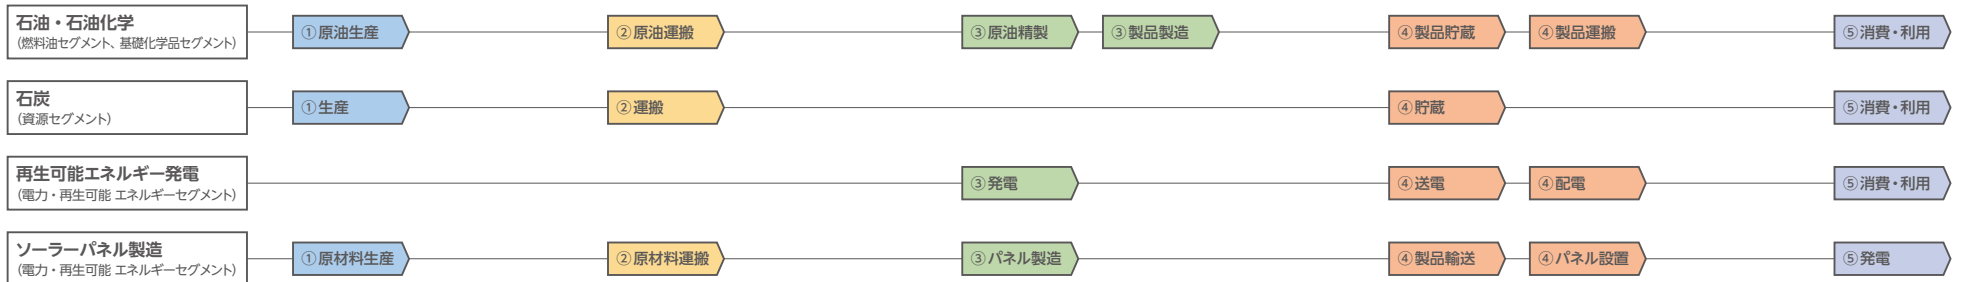 石油・石油化学
（燃料油セグメント、基礎化学品セグメント）
①原油生産
②原油運搬
③原油精製
③製品製造
④製品貯蔵
④製品運搬
⑤消費・利用
石炭
（資源セグメント）
①生産
②運搬
④貯蔵
⑤消費・利用
再生可能エネルギー発電
（電力・再生可能 エネルギーセグメント）
③発電
④送電
④配電
⑤消費・利用
ソーラーパネル製造
（電力・再生可能 エネルギーセグメント）
①原材料生産
②原材料運搬
③パネル製造
④製品輸送
④パネル設置
⑤発電